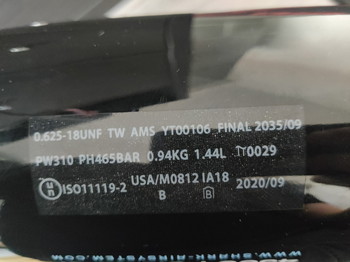 0.625-18UNF TW AMS YT00106 FINAL 2035/09
PW310 PH465BAR 0.94KG 1.44L TT0029
UN ISO11119-2 USA/M0812 IA18 2020/09
B B